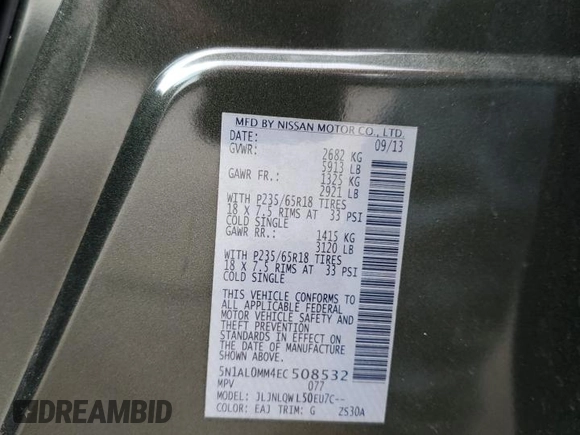 MFD BY NISSAN MOTOR CO., LTD.
DATE: 09/13
GVWR: 2682 KG
5913 LB
GAWR FR.: 1325 KG
2921 LB
WITH P235/65R18 TIRES
18 X 7.5 RIMS AT 33 PSI
COLD SINGLE
GAWR RR.: 1415 KG
3120 LB
WITH P235/65R18 TIRES
18 X 7.5 RIMS AT 33 PSI
COLD SINGLE
THIS VEHICLE CONFORMS TO
ALL APPLICABLE FEDERAL
MOTOR VEHICLE SAFETY AND
THEFT PREVENTION
STANDARDS IN EFFECT ON
THE DATE OF MANUFACTURE
SHOWN ABOVE.
5N1AL0MM4EC508532
MPV 077
MODEL: JLJNLQWL50EU7C--
COLOR: EAJ TRIM: G ZS30A
DREAMBID